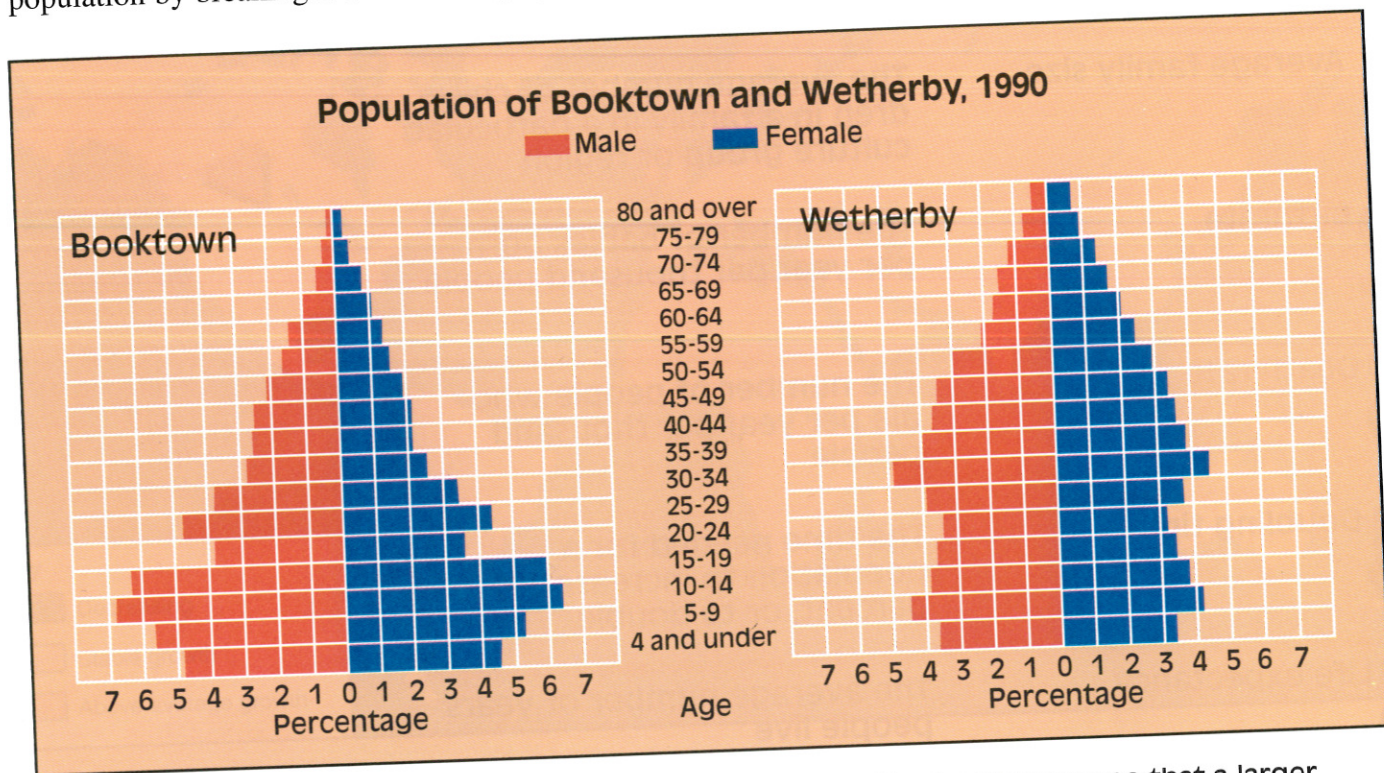 population by
Population of Booktown and Wetherby, 1990
Male Female
Booktown
80 and over
75-79
70-74
65-69
60-64
55-59
50-54
45-49
40-44
35-39
30-34
25-29
20-24
15-19
10-14
5-9
4 and under
Wetherby
7 6 5 4 3 2 1 0 1 2 3 4 5 6 7
Percentage
Age
7 6 5 4 3 2 1 0 1 2 3 4 5 6 7
Percentage
that a larger